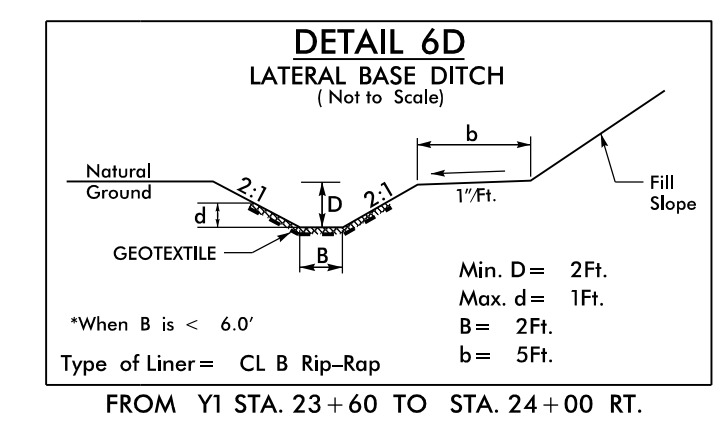 DETAIL 6D
LATERAL BASE DITCH
( Not to Scale)
b
Natural
Ground
2:1
D
2:1
1"/Ft.
Fill
Slope
d
GEOTEXTILE
B
Min. D = 2Ft.
Max. d = 1Ft.
*When B is < 6.0'
B = 2Ft.
b = 5Ft.
Type of Liner = CL B Rip-Rap
FROM Y1 STA. 23+60 TO STA. 24+00 RT.